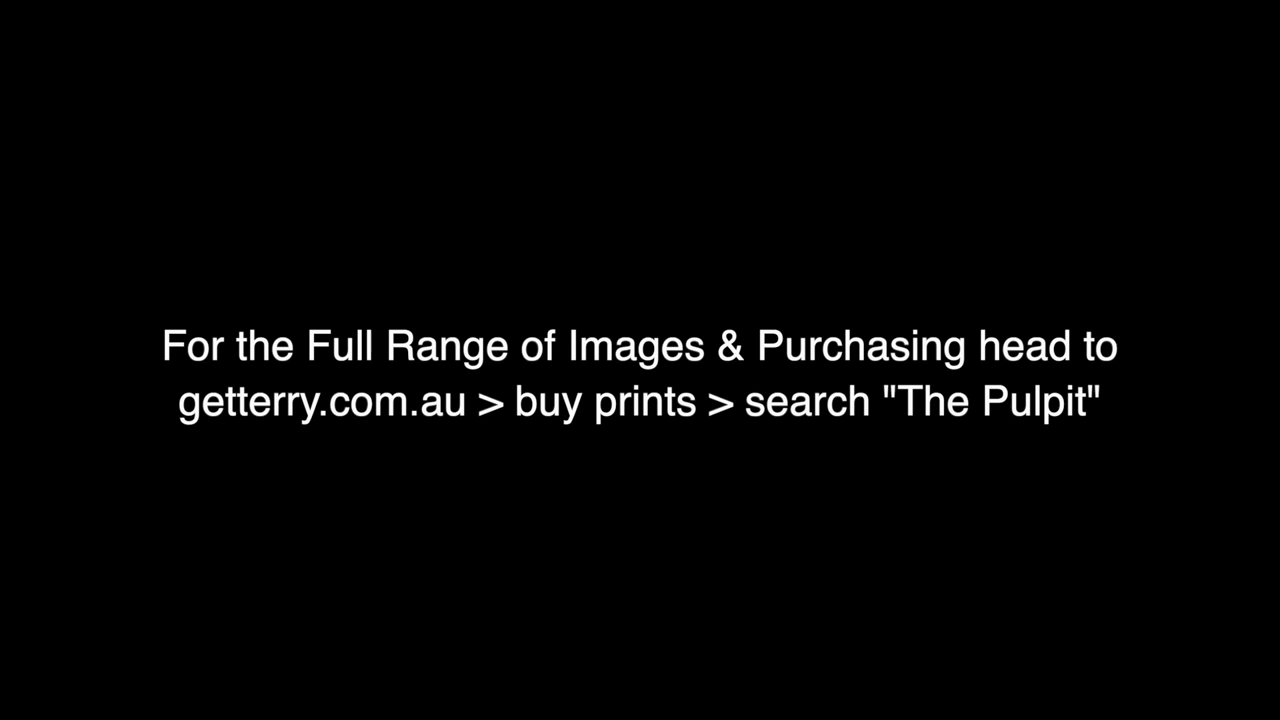 For the Full Range of Images & Purchasing head to
getterry.com.au > buy prints > search "The Pulpit"